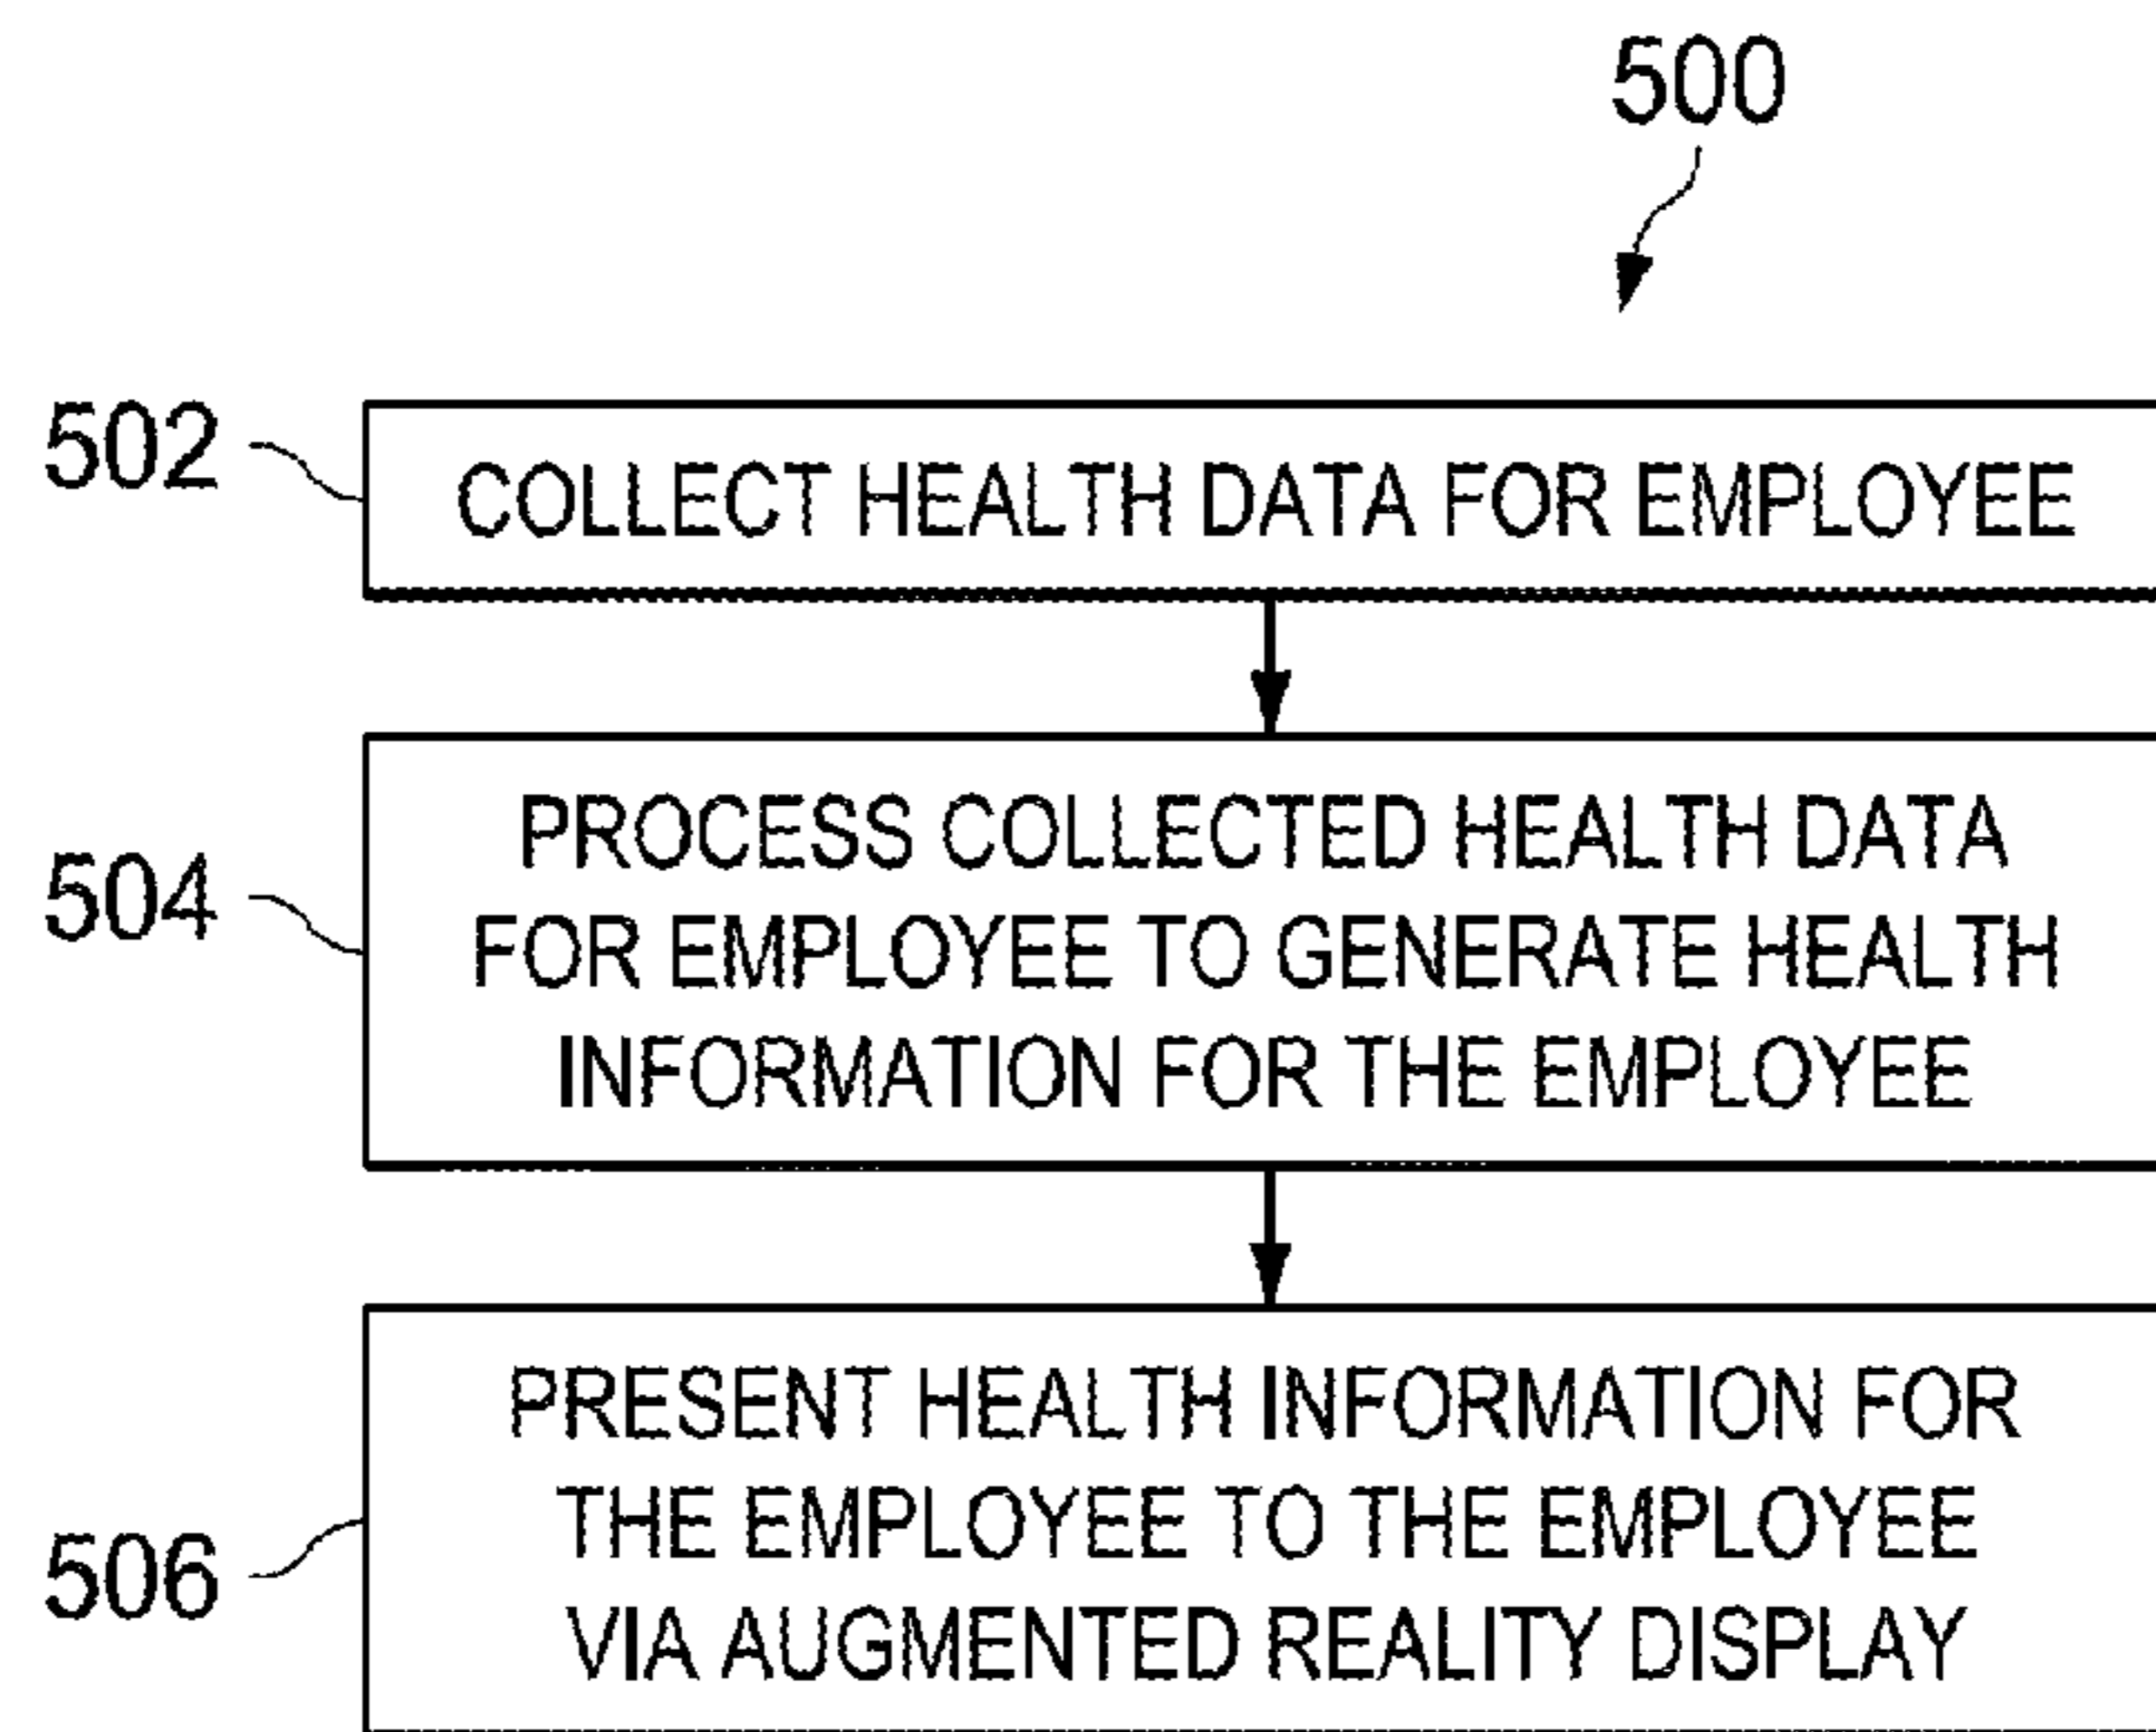 500
502
COLLECT HEALTH DATA FOR EMPLOYEE
504
PROCESS COLLECTED HEALTH DATA
FOR EMPLOYEE TO GENERATE HEALTH
INFORMATION FOR THE EMPLOYEE
506
PRESENT HEALTH INFORMATION FOR
THE EMPLOYEE TO THE EMPLOYEE
VIA AUGMENTED REALITY DISPLAY